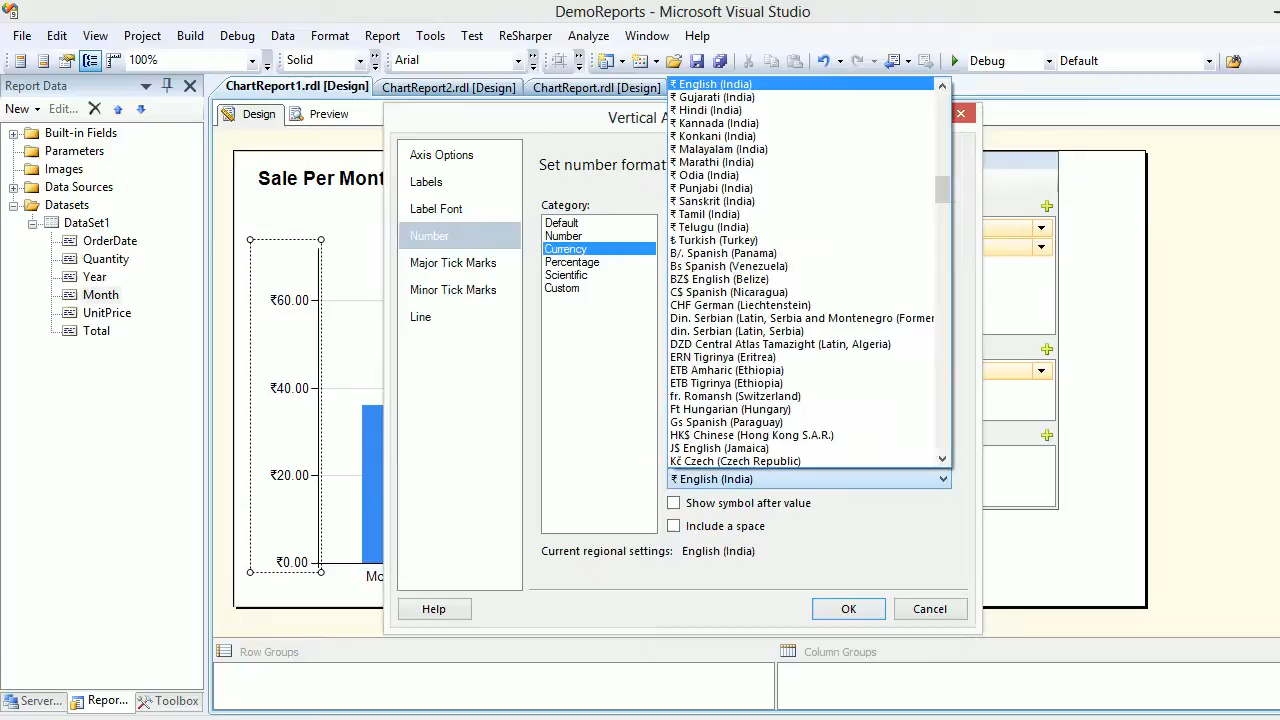 DemoReports - Microsoft Visual Studio
File Edit View Project Build Debug Data Format Report Tools Test ReSharper Analyze Window Help
100% Solid Arial Debug Default
Report Data
New Edit...
Built-in Fields
Parameters
Images
Data Sources
Datasets
DataSet1
OrderDate
Quantity
Year
Month
UnitPrice
Total
Server... Repor... Toolbox
ChartReport1.rdl [Design] ChartReport2.rdl [Design] ChartReport.rdl [Design]
Design Preview
Sale Per Mont
₹60.00
₹40.00
₹20.00
₹0.00
Mo
Vertical A
Axis Options
Labels
Label Font
Number
Major Tick Marks
Minor Tick Marks
Line
Set number format
Category:
Default
Number
Currency
Percentage
Scientific
Custom
₹ English (India)
₹ Gujarati (India)
₹ Hindi (India)
₹ Kannada (India)
₹ Konkani (India)
₹ Malayalam (India)
₹ Marathi (India)
₹ Odia (India)
₹ Punjabi (India)
₹ Sanskrit (India)
₹ Tamil (India)
₹ Telugu (India)
₺ Turkish (Turkey)
B/. Spanish (Panama)
Bs Spanish (Venezuela)
BZ$ English (Belize)
C$ Spanish (Nicaragua)
CHF German (Liechtenstein)
Din. Serbian (Latin, Serbia and Montenegro (Former
din. Serbian (Latin, Serbia)
DZD Central Atlas Tamazight (Latin, Algeria)
ERN Tigrinya (Eritrea)
ETB Amharic (Ethiopia)
ETB Tigrinya (Ethiopia)
fr. Romansh (Switzerland)
Ft Hungarian (Hungary)
Gs Spanish (Paraguay)
HK$ Chinese (Hong Kong S.A.R.)
J$ English (Jamaica)
Kč Czech (Czech Republic)
₹ English (India)
Show symbol after value
Include a space
Current regional settings: English (India)
Help OK Cancel
Row Groups Column Groups